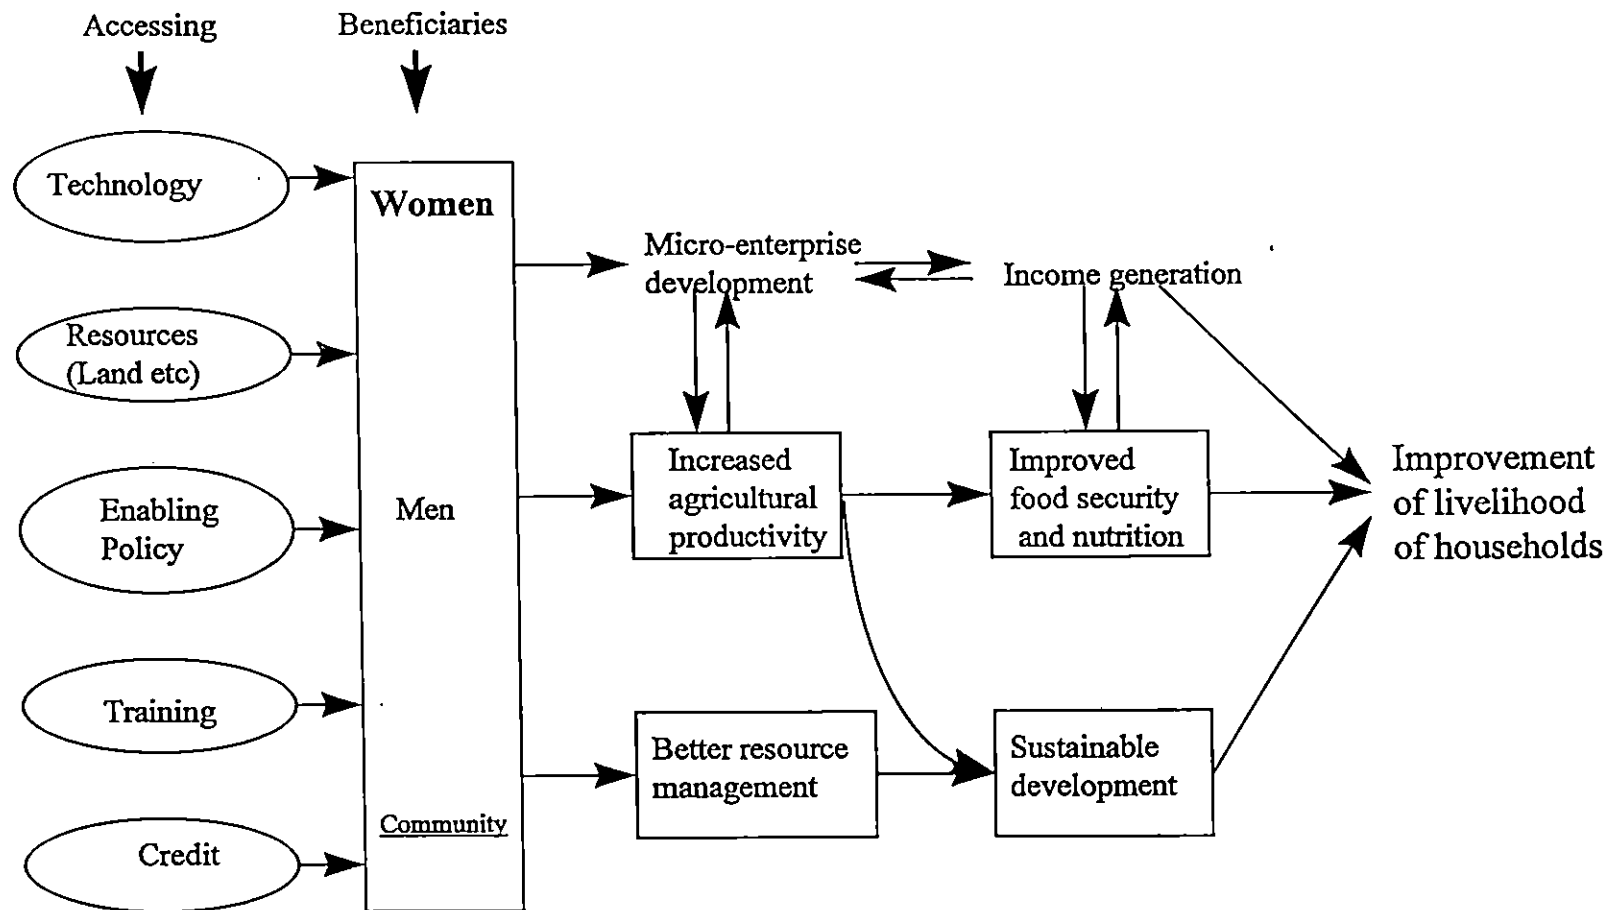 Accessing
Beneficiaries
Technology
Resources
(Land etc)
Enabling
Policy
Training
Credit
Women
Men
Community
Micro-enterprise
development
Income generation
Increased
agricultural
productivity
Improved
food security
and nutrition
Better resource
management
Sustainable
development
Improvement
of livelihood
of households